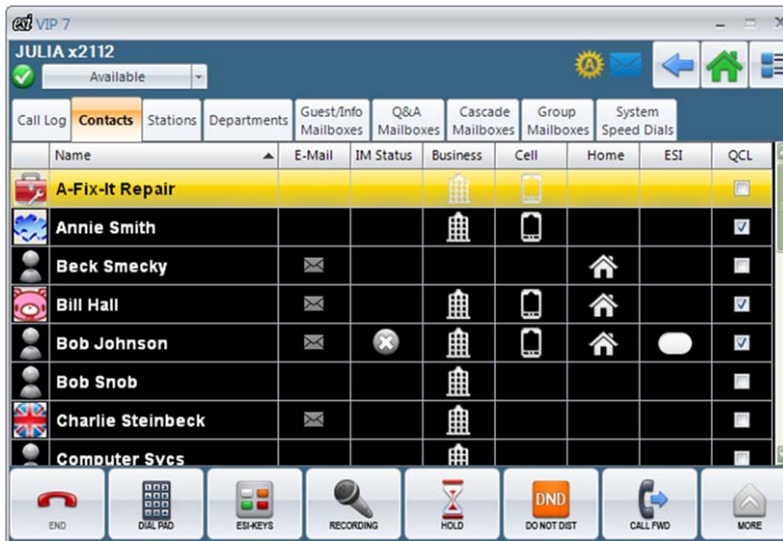 esi VIP 7
JULIA x2112
Available
Call Log Contacts Stations Departments Guest/Info Mailboxes Q&A Mailboxes Cascade Mailboxes Group Mailboxes System Speed Dials
Name E-Mail IM Status Business Cell Home ESI QCL
A-Fix-It Repair
Annie Smith
Beck Smecky
Bill Hall
Bob Johnson
Bob Snob
Charlie Steinbeck
Computer Svcs
DND
END DIAL PAD ESI-KEYS RECORDING HOLD DO NOT DIST CALL FWD MORE